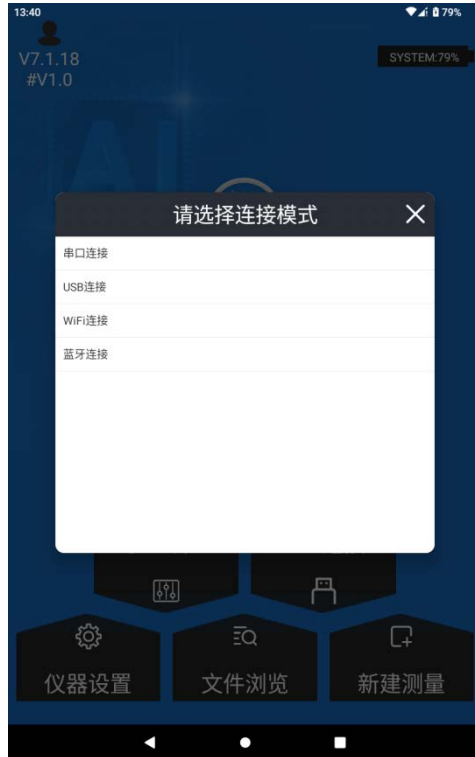 13:40
79%
V7.1.18
#V1.0
SYSTEM:79%
AI
请选择连接模式
串口连接
USB连接
WiFi连接
蓝牙连接
仪器设置
文件浏览
新建测量